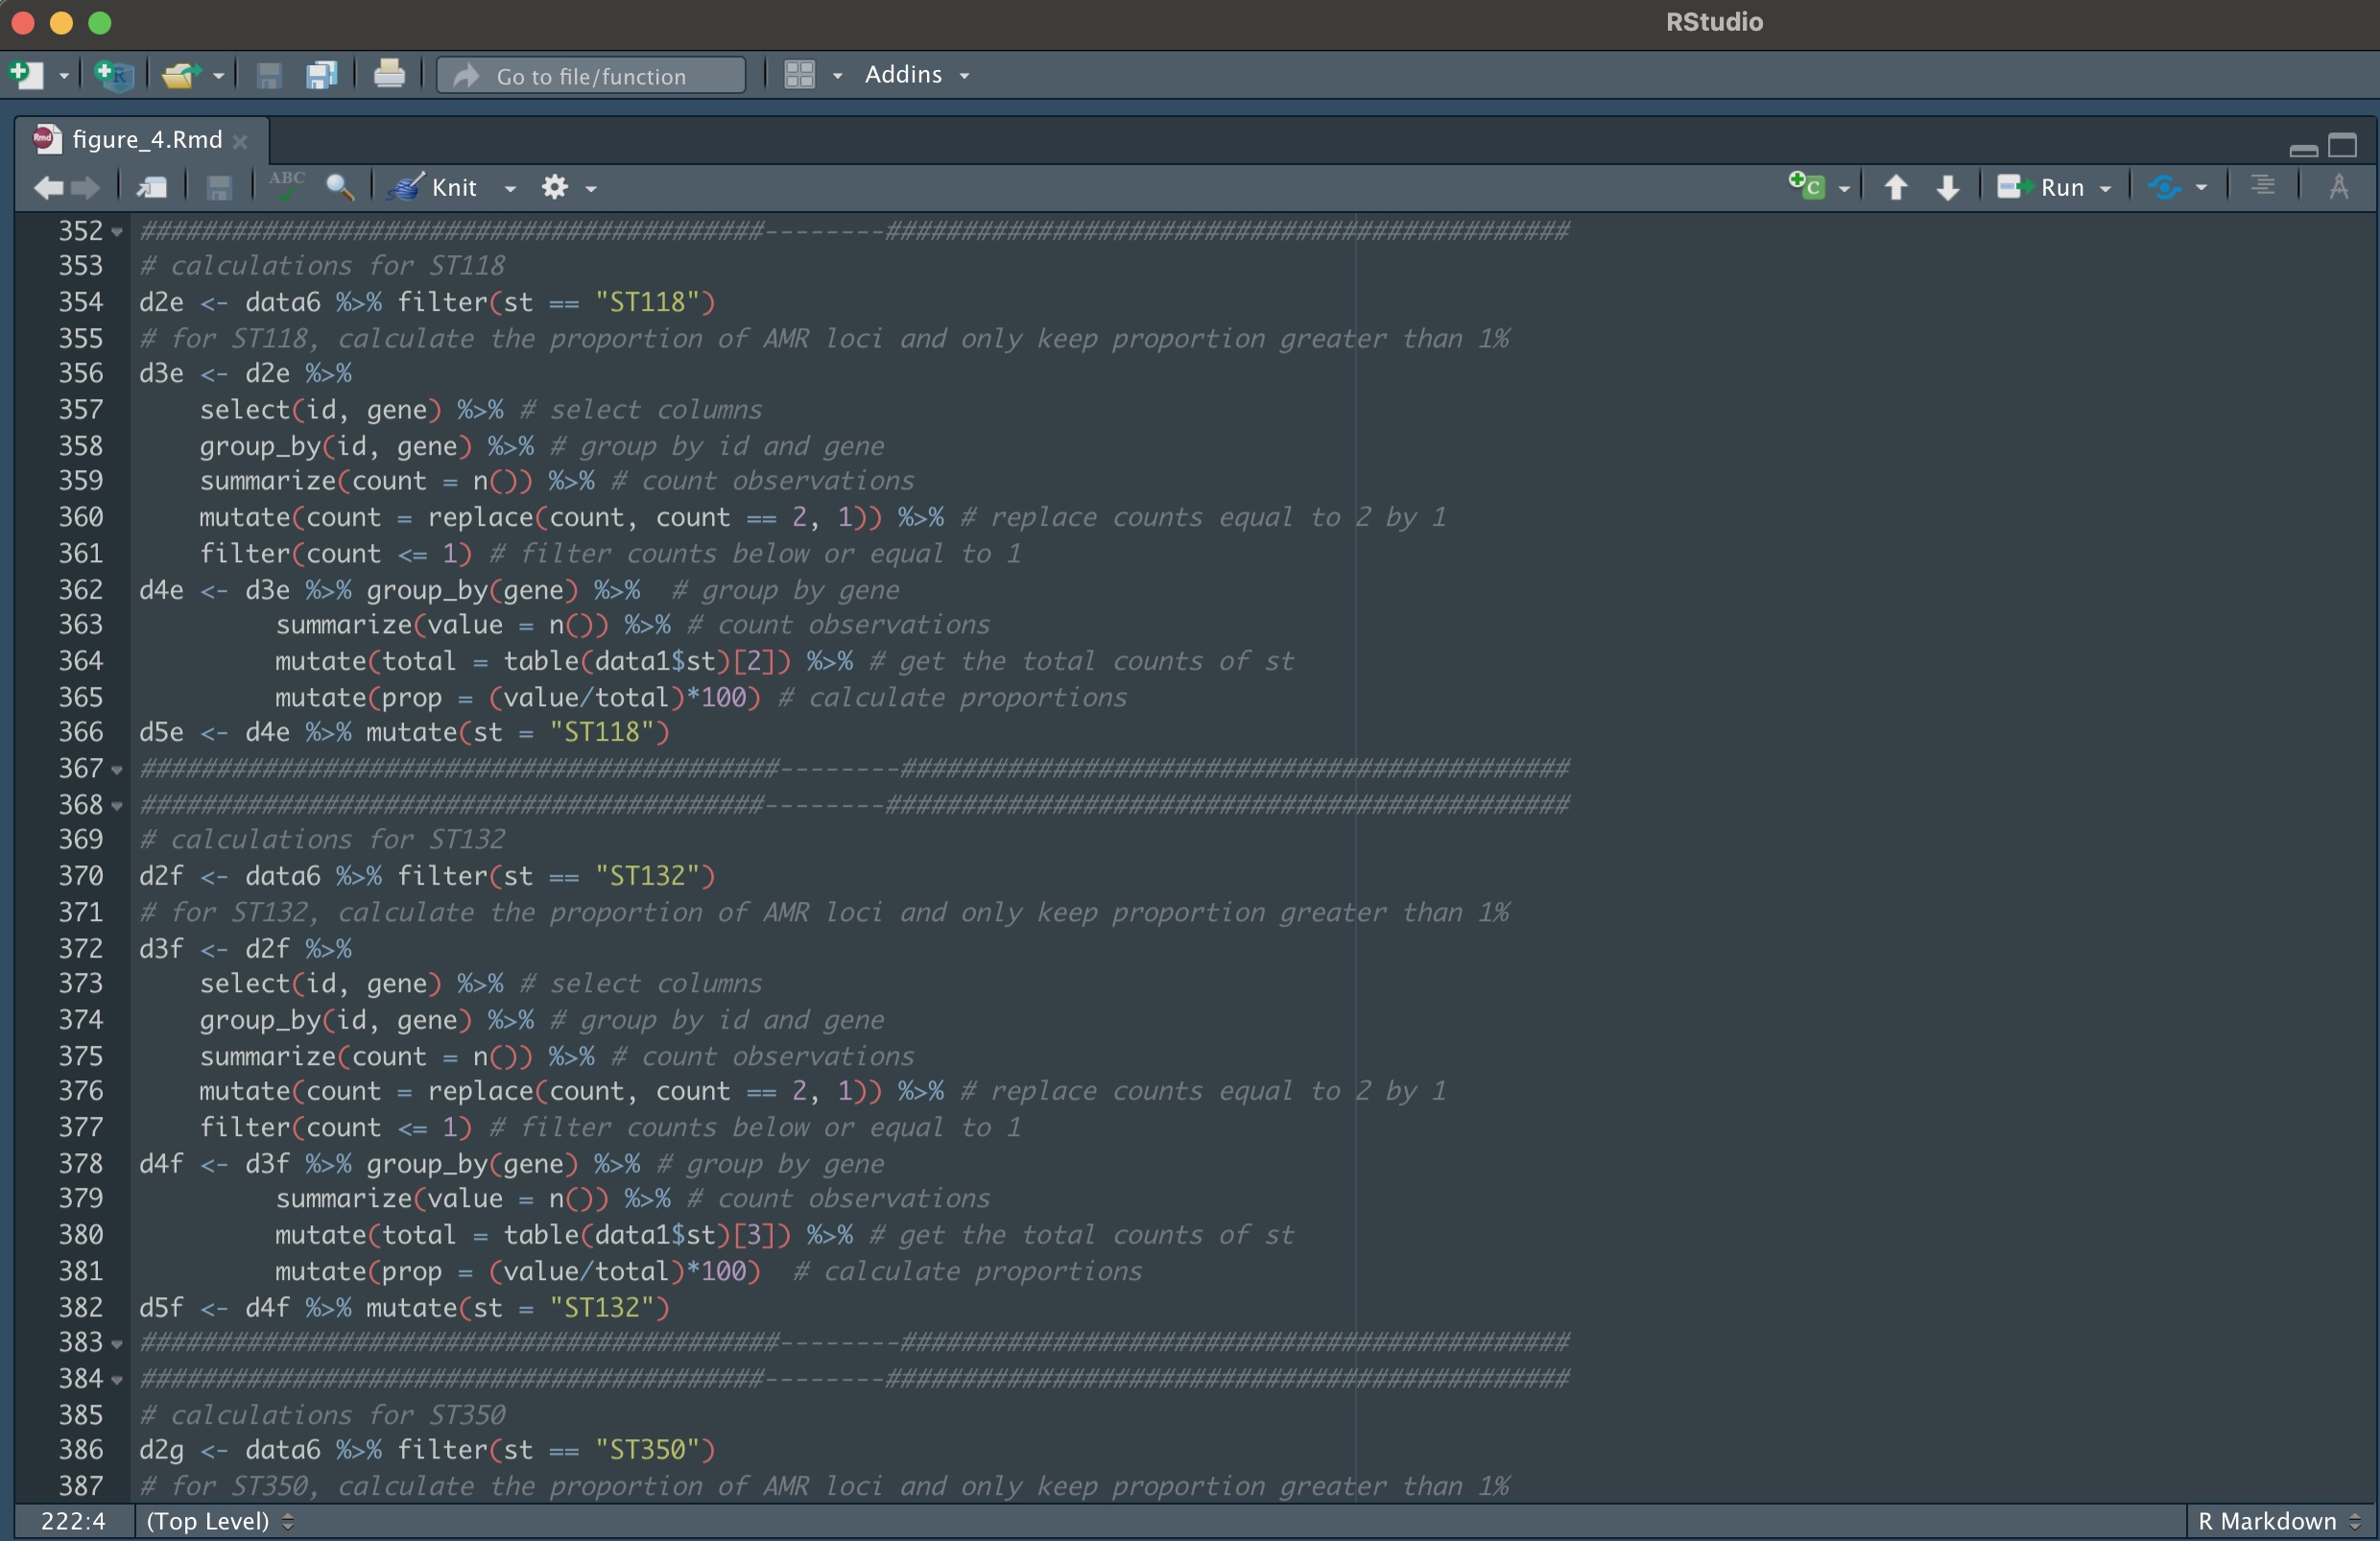 RStudio
Go to file/function Addins
figure_4.Rmd
ABC Knit C Run
352 #########################################--------#############################################
353 # calculations for ST118
354 d2e <- data6 %>% filter(st == "ST118")
355 # for ST118, calculate the proportion of AMR loci and only keep proportion greater than 1%
356 d3e <- d2e %>%
357     select(id, gene) %>% # select columns
358     group_by(id, gene) %>% # group by id and gene
359     summarize(count = n()) %>% # count observations
360     mutate(count = replace(count, count == 2, 1)) %>% # replace counts equal to 2 by 1
361     filter(count <= 1) # filter counts below or equal to 1
362 d4e <- d3e %>% group_by(gene) %>%  # group by gene
363          summarize(value = n()) %>% # count observations
364          mutate(total = table(data1$st)[2]) %>% # get the total counts of st
365          mutate(prop = (value/total)*100) # calculate proportions
366 d5e <- d4e %>% mutate(st = "ST118")
367 ##########################################--------############################################
368 #########################################--------#############################################
369 # calculations for ST132
370 d2f <- data6 %>% filter(st == "ST132")
371 # for ST132, calculate the proportion of AMR loci and only keep proportion greater than 1%
372 d3f <- d2f %>%
373     select(id, gene) %>% # select columns
374     group_by(id, gene) %>% # group by id and gene
375     summarize(count = n()) %>% # count observations
376     mutate(count = replace(count, count == 2, 1)) %>% # replace counts equal to 2 by 1
377     filter(count <= 1) # filter counts below or equal to 1
378 d4f <- d3f %>% group_by(gene) %>% # group by gene
379          summarize(value = n()) %>% # count observations
380          mutate(total = table(data1$st)[3]) %>% # get the total counts of st
381          mutate(prop = (value/total)*100)  # calculate proportions
382 d5f <- d4f %>% mutate(st = "ST132")
383 ##########################################--------############################################
384 #########################################--------#############################################
385 # calculations for ST350
386 d2g <- data6 %>% filter(st == "ST350")
387 # for ST350, calculate the proportion of AMR loci and only keep proportion greater than 1%
222:4 (Top Level) R Markdown